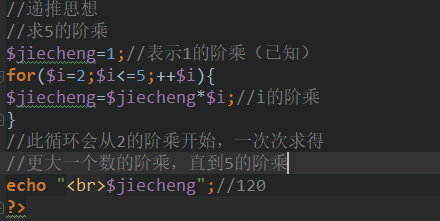 //递推思想
//求5的阶乘
$jiecheng=1;//表示1的阶乘（已知）
for($i=2;$i<=5;++$i){
$jiecheng=$jiecheng*$i;//i的阶乘
}
//此循环会从2的阶乘开始，一次次求得
//更大一个数的阶乘，直到5的阶乘
echo "<br>$jiecheng";//120
?>